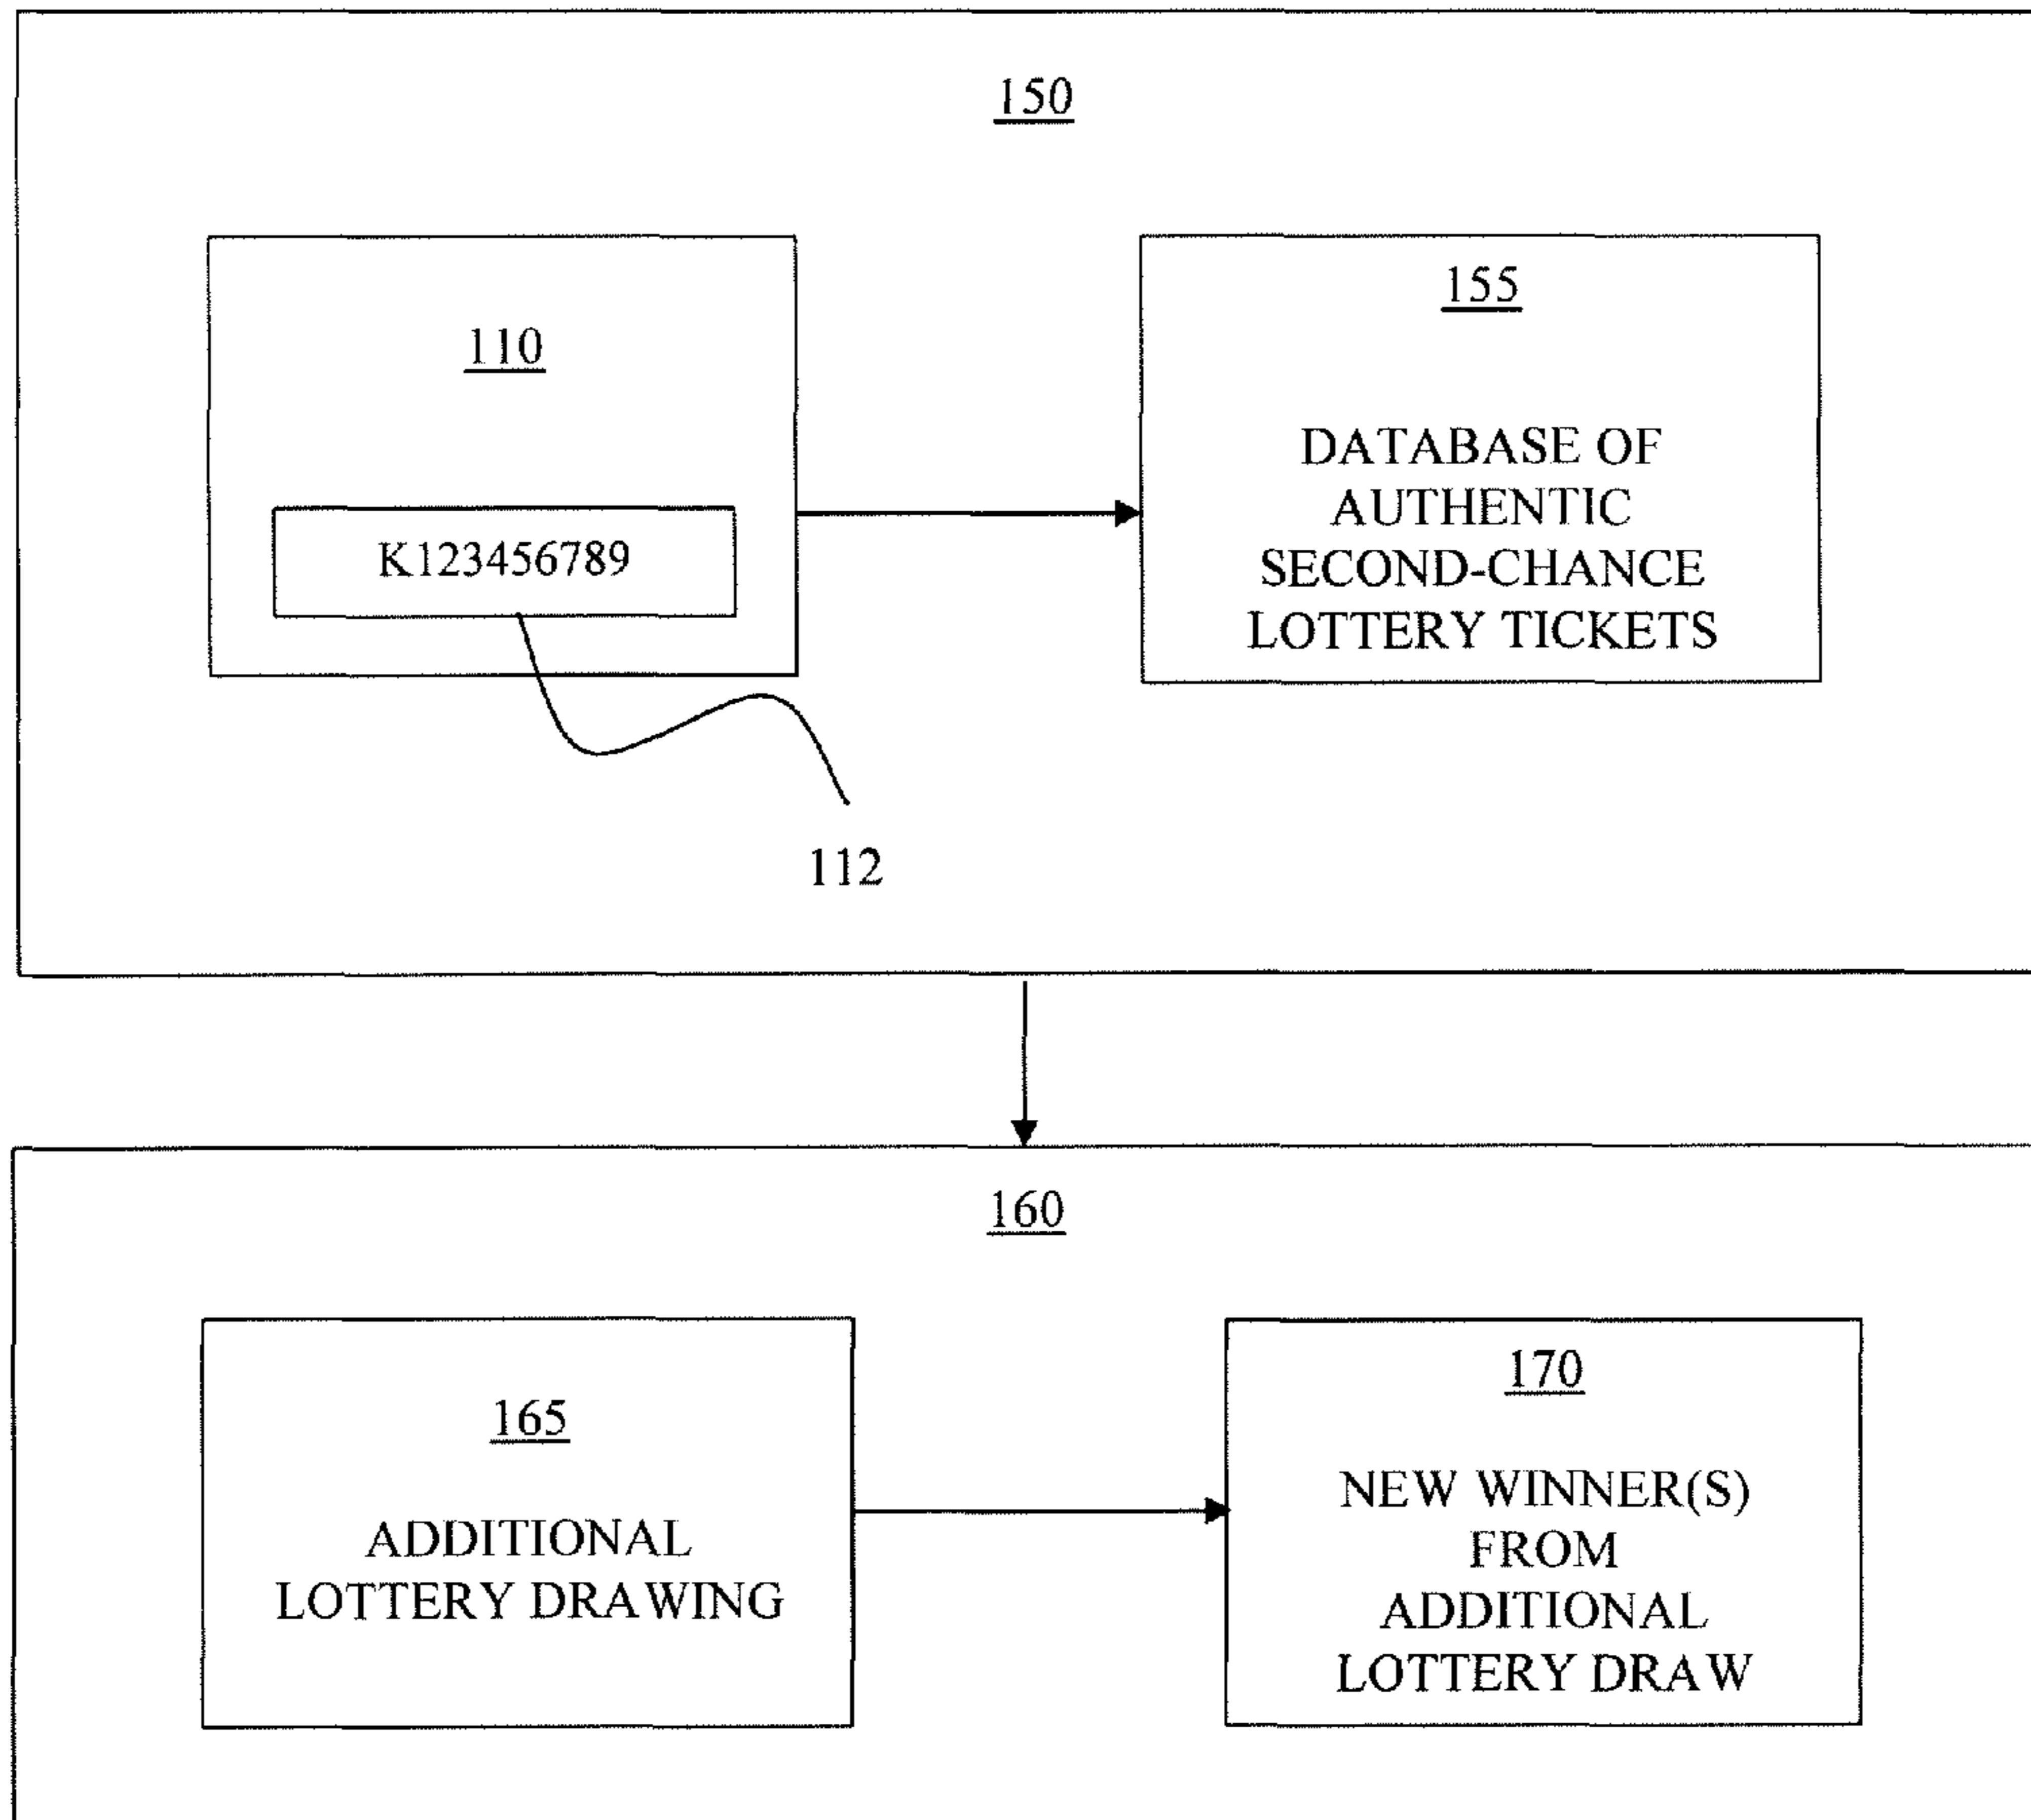 150
110
K123456789
112
155
DATABASE OF
AUTHENTIC
SECOND-CHANCE
LOTTERY TICKETS
160
165
ADDITIONAL
LOTTERY DRAWING
170
NEW WINNER(S)
FROM
ADDITIONAL
LOTTERY DRAW